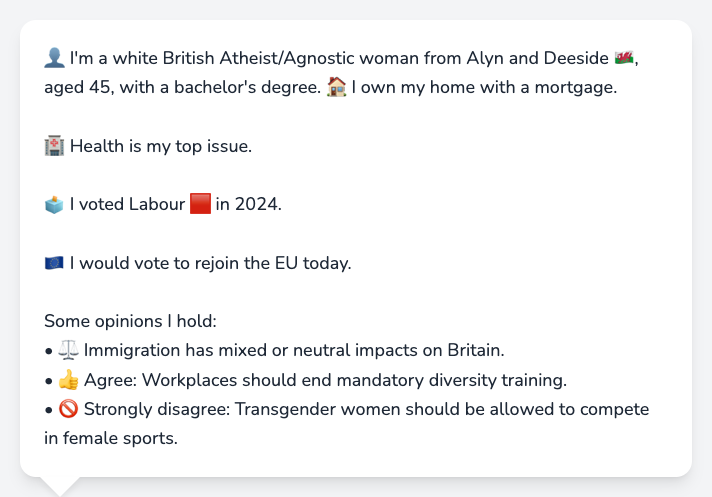 👤 I'm a white British Atheist/Agnostic woman from Alyn and Deeside 🏴󠁧󠁢󠁷󠁬󠁳󠁿,
aged 45, with a bachelor's degree. 🏠 I own my home with a mortgage.
🏥 Health is my top issue.
🗳️ I voted Labour 🟥 in 2024.
🇪🇺 I would vote to rejoin the EU today.
Some opinions I hold:
• ⚖️ Immigration has mixed or neutral impacts on Britain.
• 👍 Agree: Workplaces should end mandatory diversity training.
• 🚫 Strongly disagree: Transgender women should be allowed to compete
in female sports.